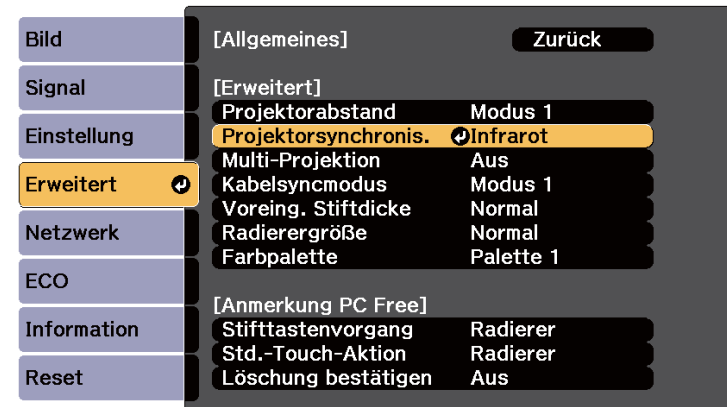 Bild
Signal
Einstellung
Erweitert
Netzwerk
ECO
Information
Reset
[Allgemeines] Zurück
[Erweitert]
Projektorabstand Modus 1
Projektorsynchronis. Infrarot
Multi-Projektion Aus
Kabelsyncmodus Modus 1
Voreing. Stiftdicke Normal
Radierergröße Normal
Farbpalette Palette 1
[Anmerkung PC Free]
Stifttastenvorgang Radierer
Std.-Touch-Aktion Radierer
Löschung bestätigen Aus